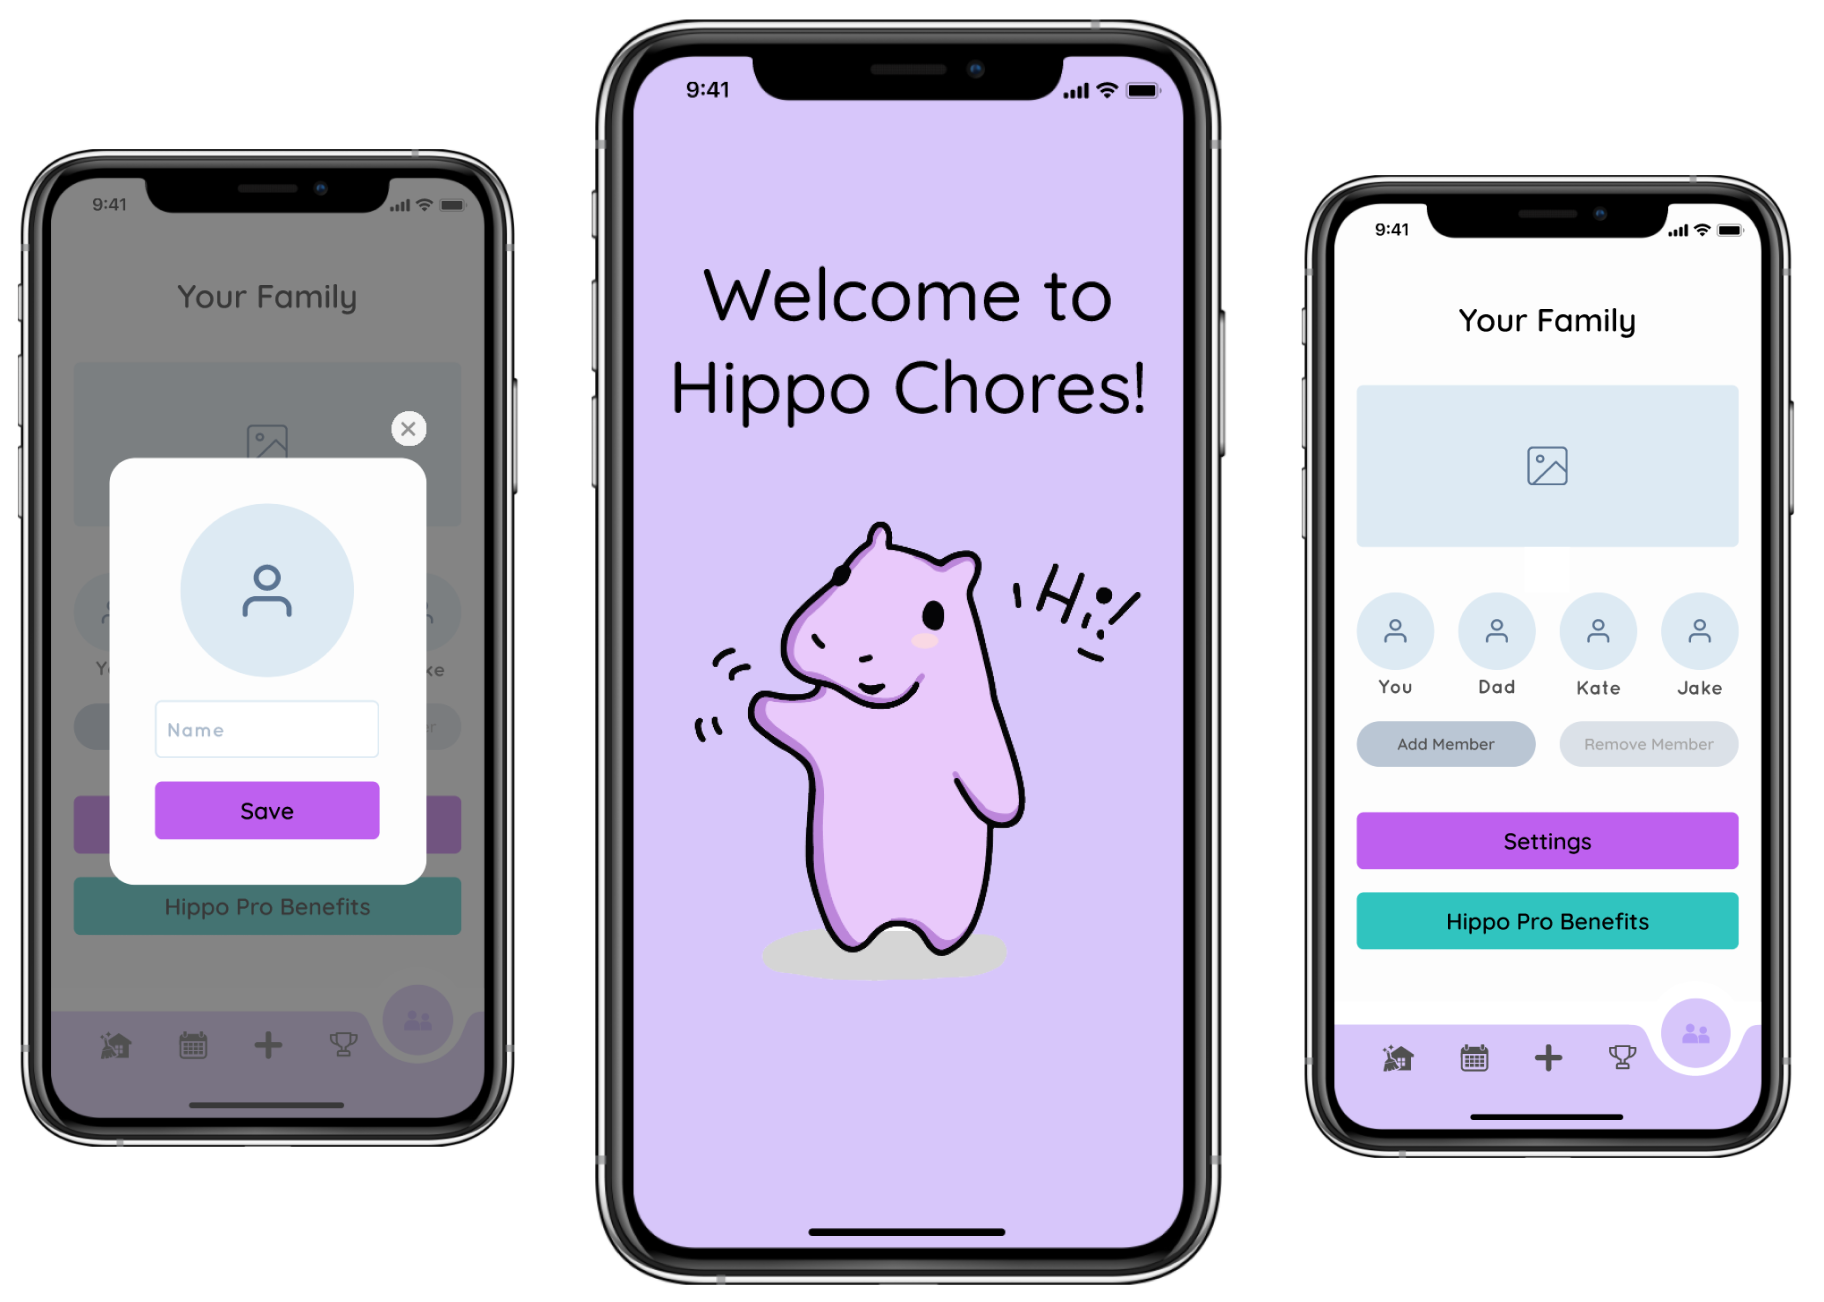 9:41
Your Family
Name
Save
Hippo Pro Benefits
9:41
Welcome to
Hippo Chores!
Hi!
9:41
Your Family
You
Dad
Kate
Jake
Add Member
Remove Member
Settings
Hippo Pro Benefits